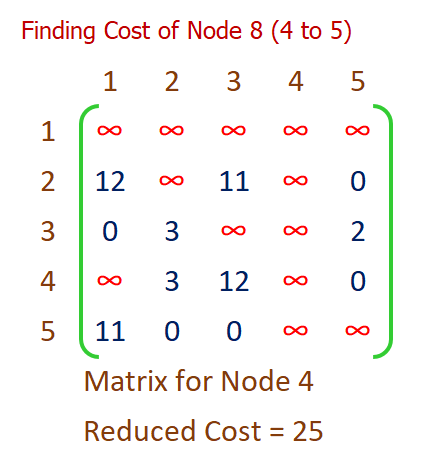 Finding Cost of Node 8 (4 to 5)
1 2 3 4 5
1 ∞ ∞ ∞ ∞ ∞
2 12 ∞ 11 ∞ 0
3 0 3 ∞ ∞ 2
4 ∞ 3 12 ∞ 0
5 11 0 0 ∞ ∞
Matrix for Node 4
Reduced Cost = 25